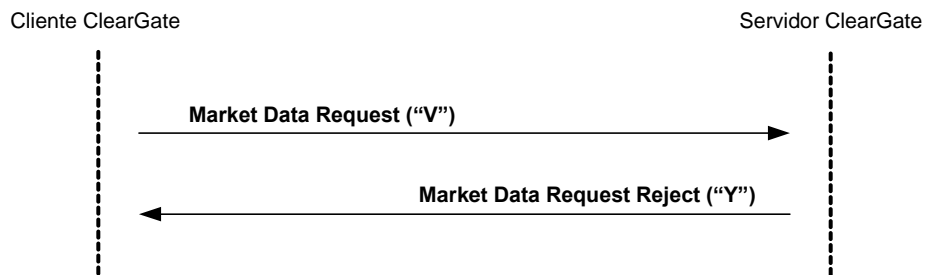 Cliente ClearGate
Servidor ClearGate
Market Data Request (“V”)
Market Data Request Reject (“Y”)